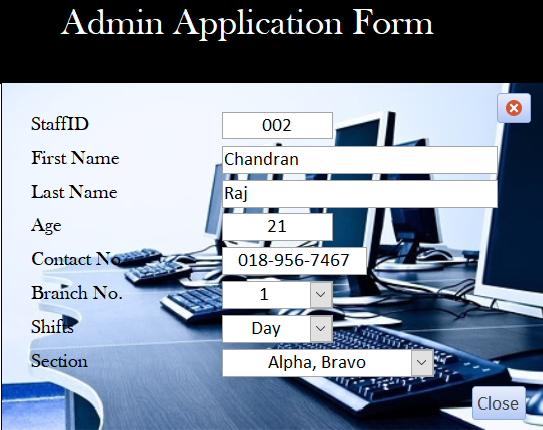 Admin Application Form
StaffID 002
First Name Chandran
Last Name Raj
Age 21
Contact No. 018-956-7467
Branch No. 1
Shifts Day
Section Alpha, Bravo
Close